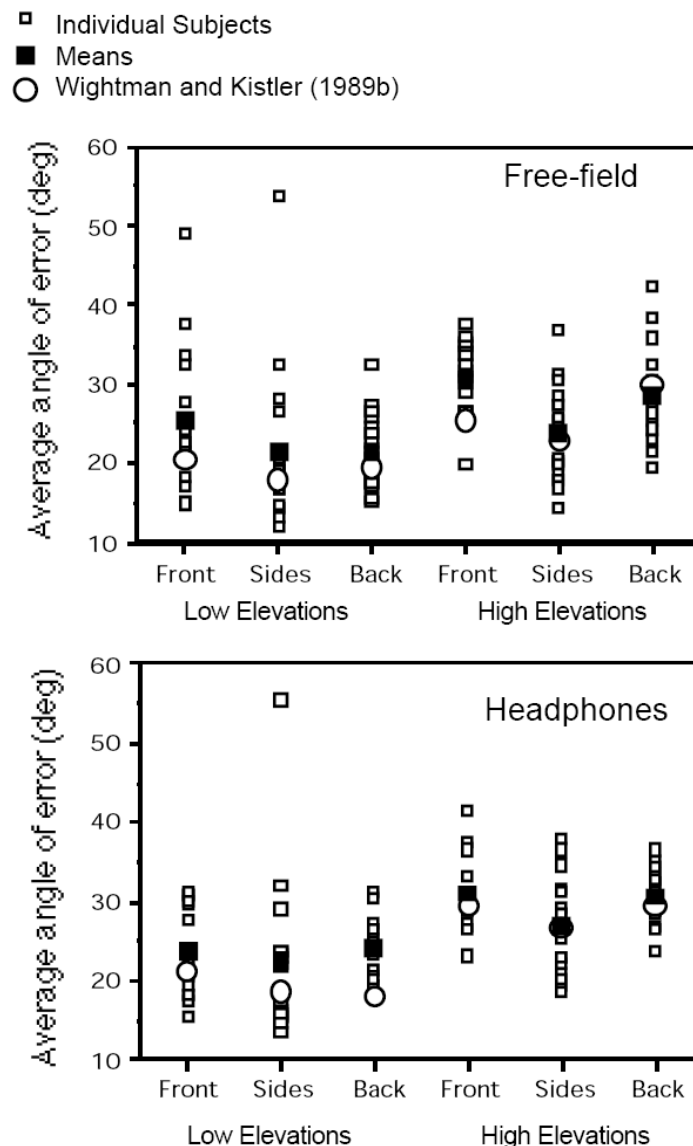 Individual Subjects
Means
Wightman and Kistler (1989b)
Free-field
Average angle of error (deg)
60
50
40
30
20
10
Front Sides Back Front Sides Back
Low Elevations High Elevations
Headphones
Average angle of error (deg)
60
50
40
30
20
10
Front Sides Back Front Sides Back
Low Elevations High Elevations